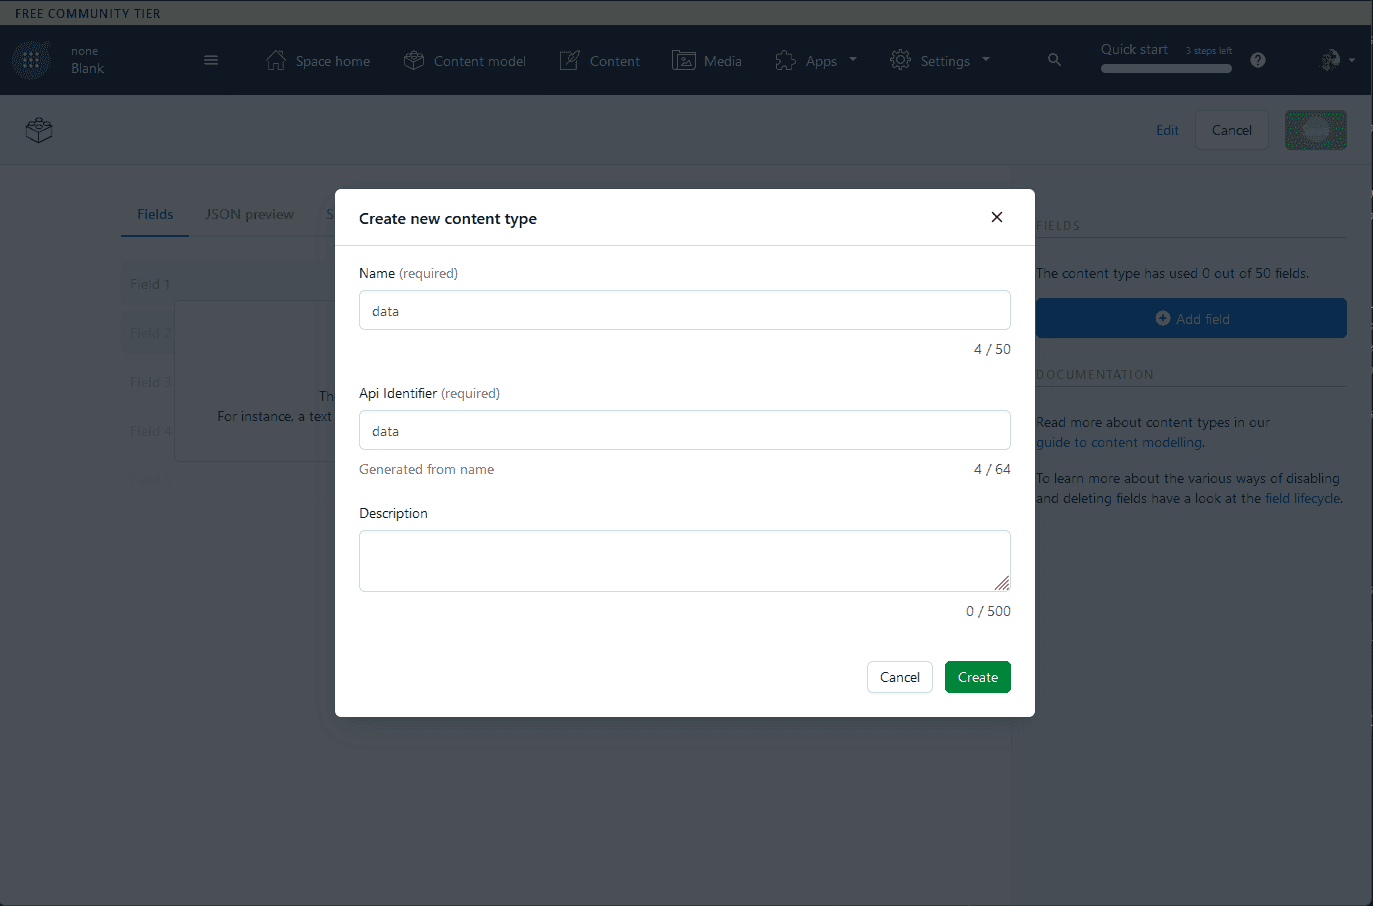 FREE COMMUNITY TIER
none
Blank
Space home
Content model
Content
Media
Apps
Settings
Quick start
3 steps left
Edit
Cancel
Fields
JSON preview
S
Field 1
Field 2
Field 3
Field 4
Th
For instance, a text
Create new content type
Name (required)
data
4 / 50
Api Identifier (required)
data
Generated from name
4 / 64
Description
0 / 500
Cancel
Create
FIELDS
The content type has used 0 out of 50 fields.
Add field
DOCUMENTATION
Read more about content types in our
guide to content modelling.
To learn more about the various ways of disabling
and deleting fields have a look at the field lifecycle.